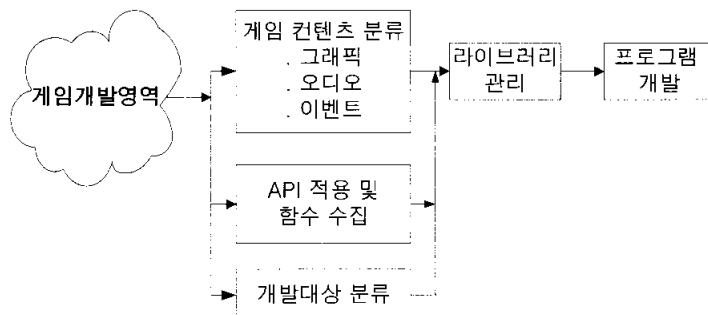 게임개발영역
게임 컨텐츠 분류
. 그래픽
. 오디오
. 이벤트
API 적용 및
함수 수집
개발대상 분류
라이브러리
관리
프로그램
개발